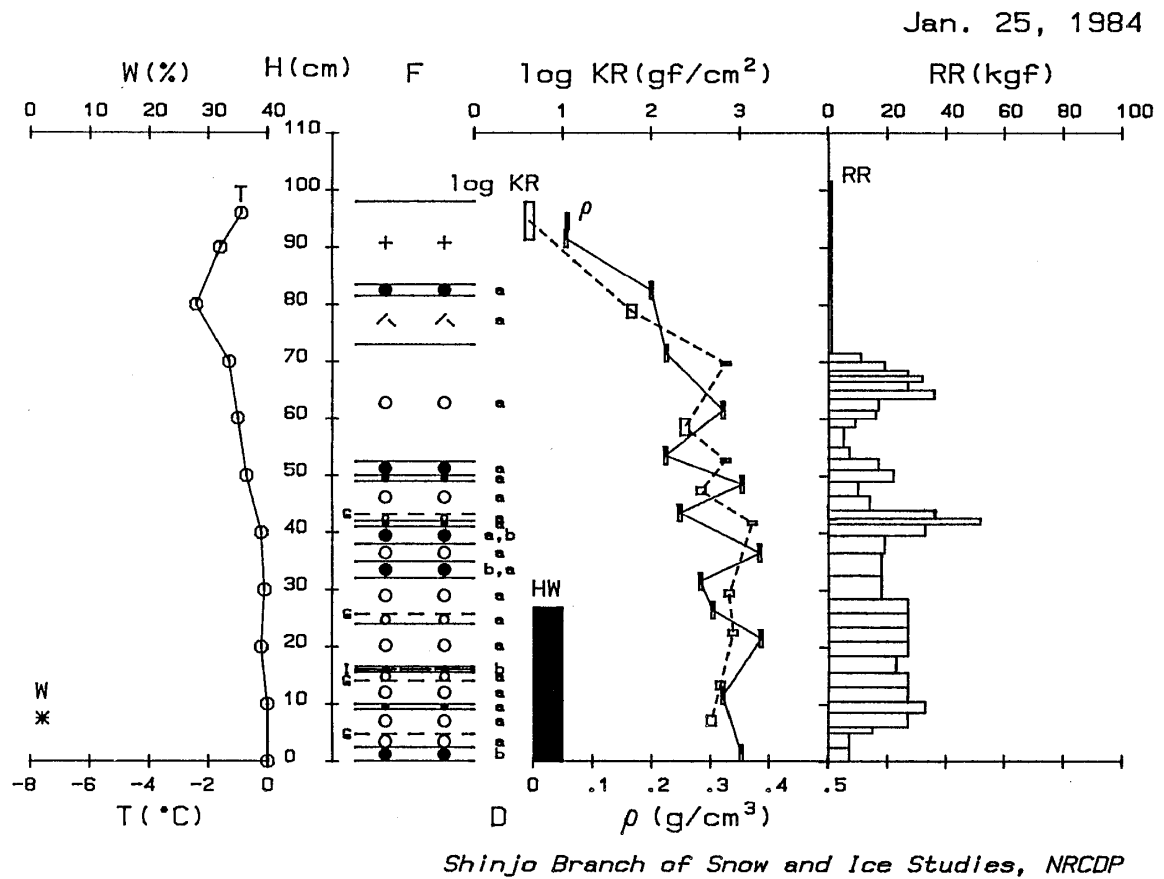 Jan. 25, 1984
W(%) H(cm) F log KR(gf/cm²) RR(kgf)
0 10 20 30 40 0 1 2 3 0 20 40 60 80 100
110
100
90
80
70
60
50
40
30
20
10
0
T
log KR
ρ
RR
a
a
a
a
a
a
G
a
a,b
a
b,a
a
HW
G
a
a
I
b
a
G
a
W
a
G
a
b
-8 -6 -4 -2 0 0 .1 .2 .3 .4 .5
T(°C) D ρ(g/cm³)
Shinjo Branch of Snow and Ice Studies, NRCDP